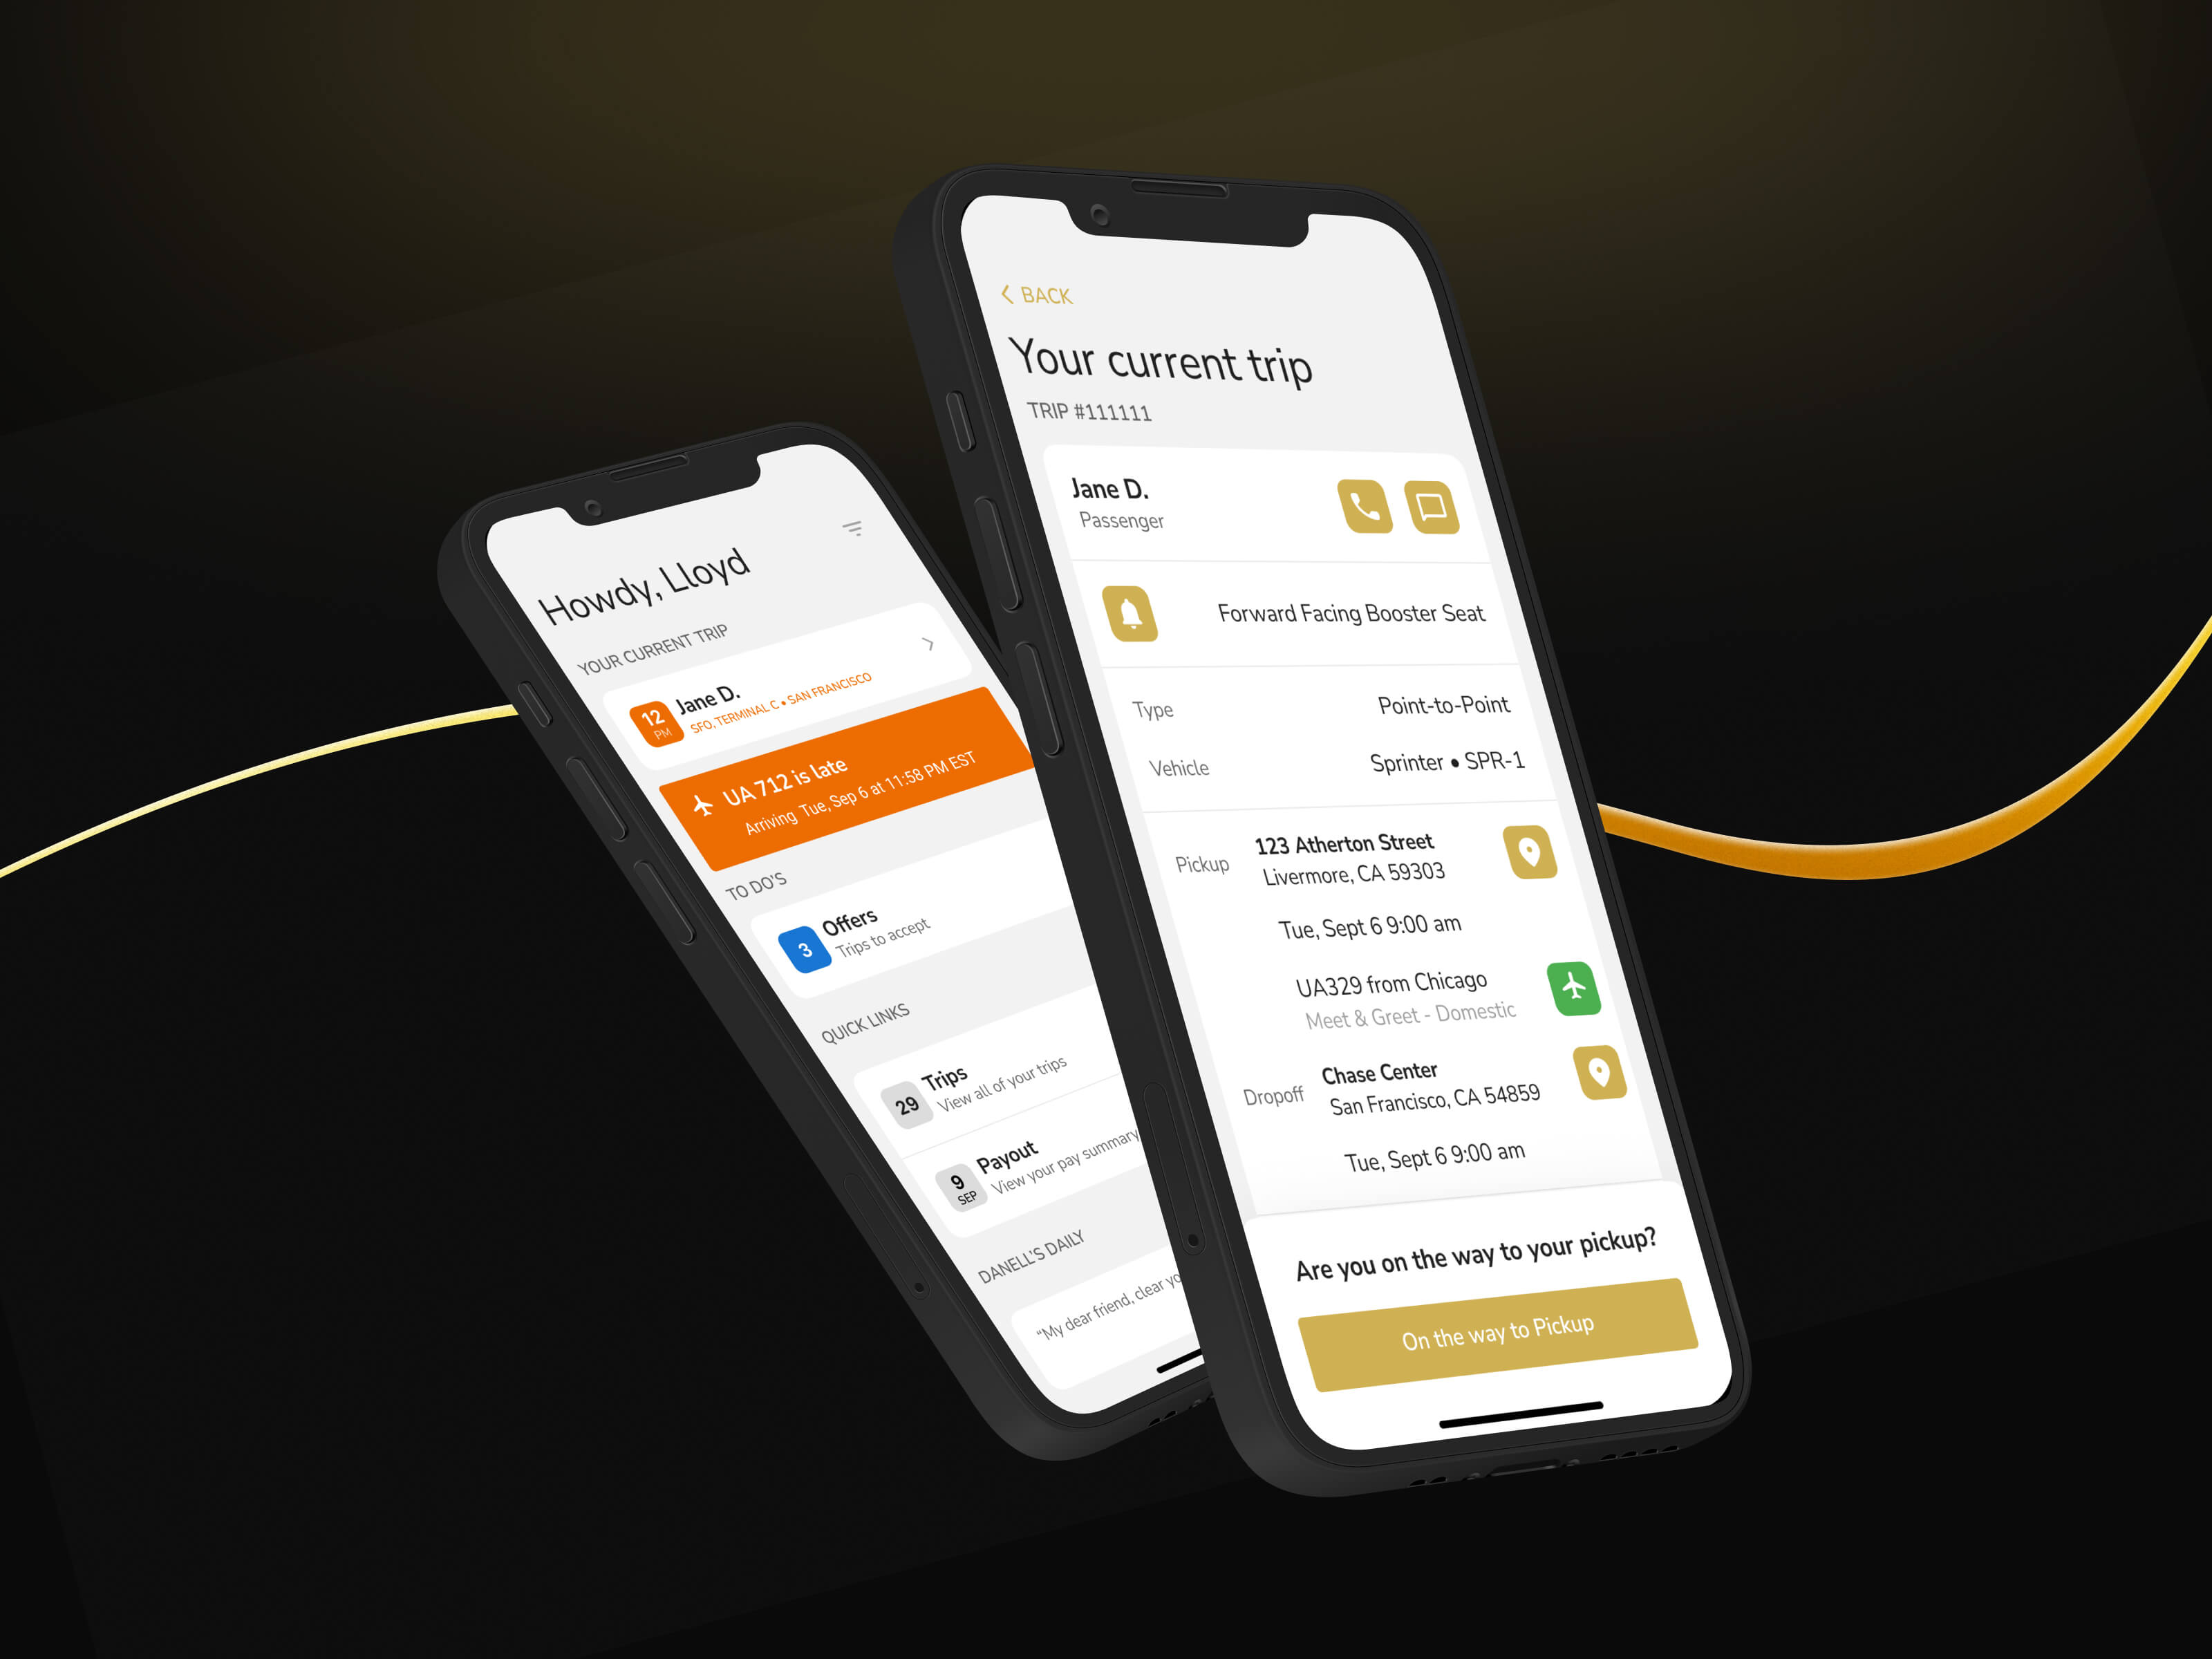 Howdy, Lloyd
YOUR CURRENT TRIP
12
PM
Jane D.
SFO, TERMINAL C • SAN FRANCISCO
UA 712 is late
Arriving Tue, Sep 6 at 11:58 PM EST
TO DO'S
3
Offers
Trips to accept
QUICK LINKS
29
Trips
View all of your trips
9
SEP
Payout
View your pay summary
DANELL'S DAILY
"My dear friend, clear yo
BACK
Your current trip
TRIP #111111
Jane D.
Passenger
Forward Facing Booster Seat
Type Point-to-Point
Vehicle Sprinter • SPR-1
Pickup 123 Atherton Street
Livermore, CA 59303
Tue, Sept 6 9:00 am
UA329 from Chicago
Meet & Greet - Domestic
Dropoff Chase Center
San Francisco, CA 54859
Tue, Sept 6 9:00 am
Are you on the way to your pickup?
On the way to Pickup